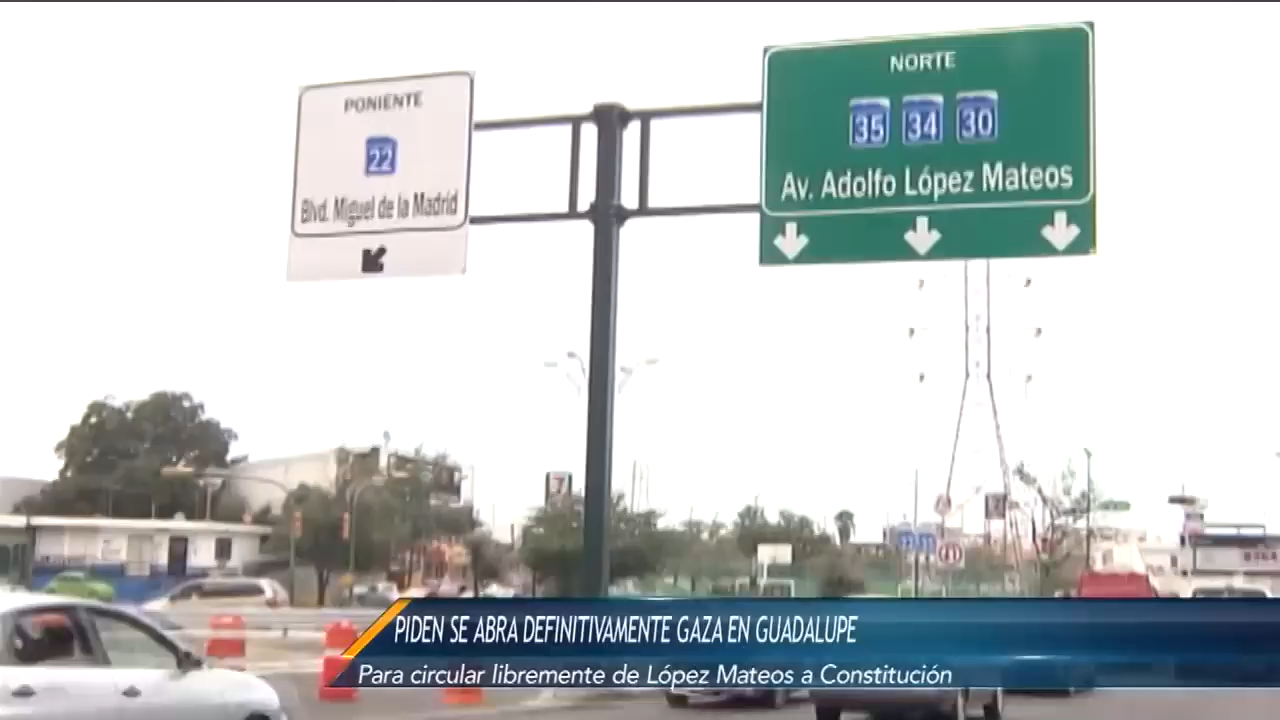 PONIENTE
22
Blvd. Miguel de la Madrid
NORTE
35 34 30
Av. Adolfo López Mateos
7
PIDEN SE ABRA DEFINITIVAMENTE GAZA EN GUADALUPE
Para circular libremente de López Mateos a Constitución